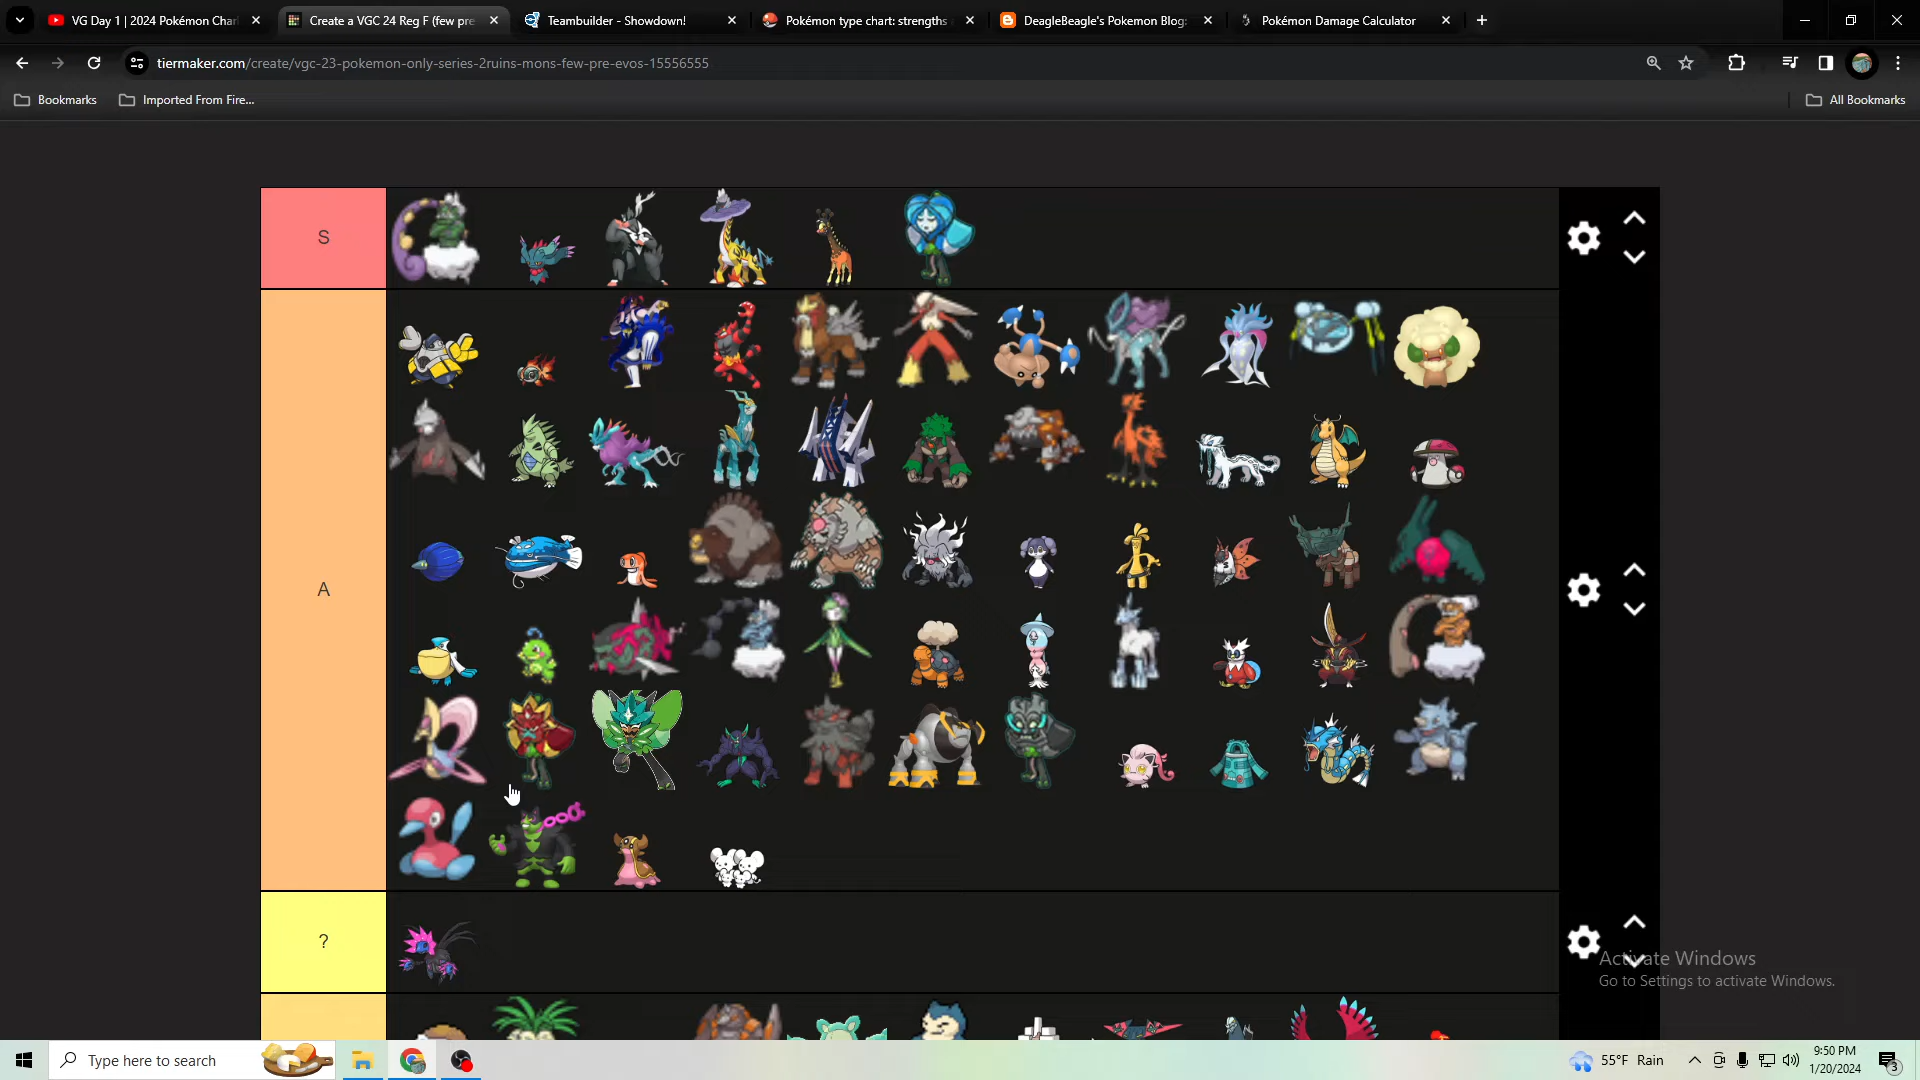 VG Day 1 | 2024 Pokémon Char
Create a VGC 24 Reg F (few pre
Teambuilder - Showdown!
Pokémon type chart: strengths
DeagleBeagle's Pokemon Blog:
Pokémon Damage Calculator
tiermaker.com/create/vgc-23-pokemon-only-series-2ruins-mons-few-pre-evos-15556555
Bookmarks
Imported From Fire...
All Bookmarks
S
A
?
Activate Windows
Go to Settings to activate Windows.
Type here to search
55°F Rain
9:50 PM
1/20/2024
3